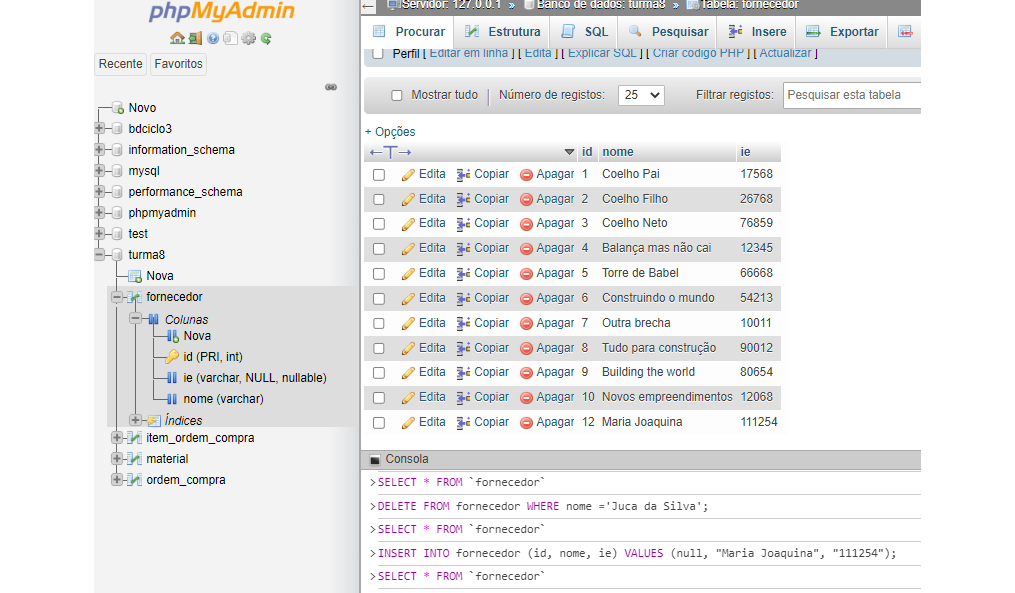 phpMyAdmin
Recente Favoritos
Novo
bdciclo3
information_schema
mysql
performance_schema
phpmyadmin
test
turma8
Nova
fornecedor
Colunas
Nova
id (PRI, int)
ie (varchar, NULL, nullable)
nome (varchar)
Índices
item_ordem_compra
material
ordem_compra
Servidor: 127.0.0.1 » Banco de dados: turma8 » Tabela: fornecedor
Procurar Estrutura SQL Pesquisar Insere Exportar
Perfil [ Editar em linha ] [ Edita ] [ Explicar SQL ] [ Criar código PHP ] [ Actualizar ]
Mostrar tudo | Número de registos: 25 Filtrar registos: Pesquisar esta tabela
+ Opções
←T→ id nome ie
Edita Copiar Apagar 1 Coelho Pai 17568
Edita Copiar Apagar 2 Coelho Filho 26768
Edita Copiar Apagar 3 Coelho Neto 76859
Edita Copiar Apagar 4 Balança mas não cai 12345
Edita Copiar Apagar 5 Torre de Babel 66668
Edita Copiar Apagar 6 Construindo o mundo 54213
Edita Copiar Apagar 7 Outra brecha 10011
Edita Copiar Apagar 8 Tudo para construção 90012
Edita Copiar Apagar 9 Building the world 80654
Edita Copiar Apagar 10 Novos empreendimentos 12068
Edita Copiar Apagar 12 Maria Joaquina 111254
Consola
>SELECT * FROM `fornecedor`
>DELETE FROM fornecedor WHERE nome ='Juca da Silva';
>SELECT * FROM `fornecedor`
>INSERT INTO fornecedor (id, nome, ie) VALUES (null, "Maria Joaquina", "111254");
>SELECT * FROM `fornecedor`